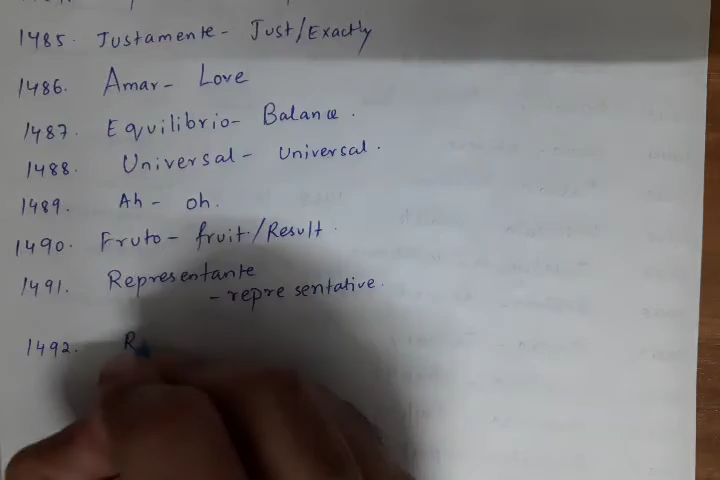 1485. Justamente - Just/Exactly
1486. Amar - Love
1487. Equilibrio - Balance.
1488. Universal - Universal.
1489. Ah - oh.
1490. Fruto - fruit/Result.
1491. Representante
- representative.
1492. R